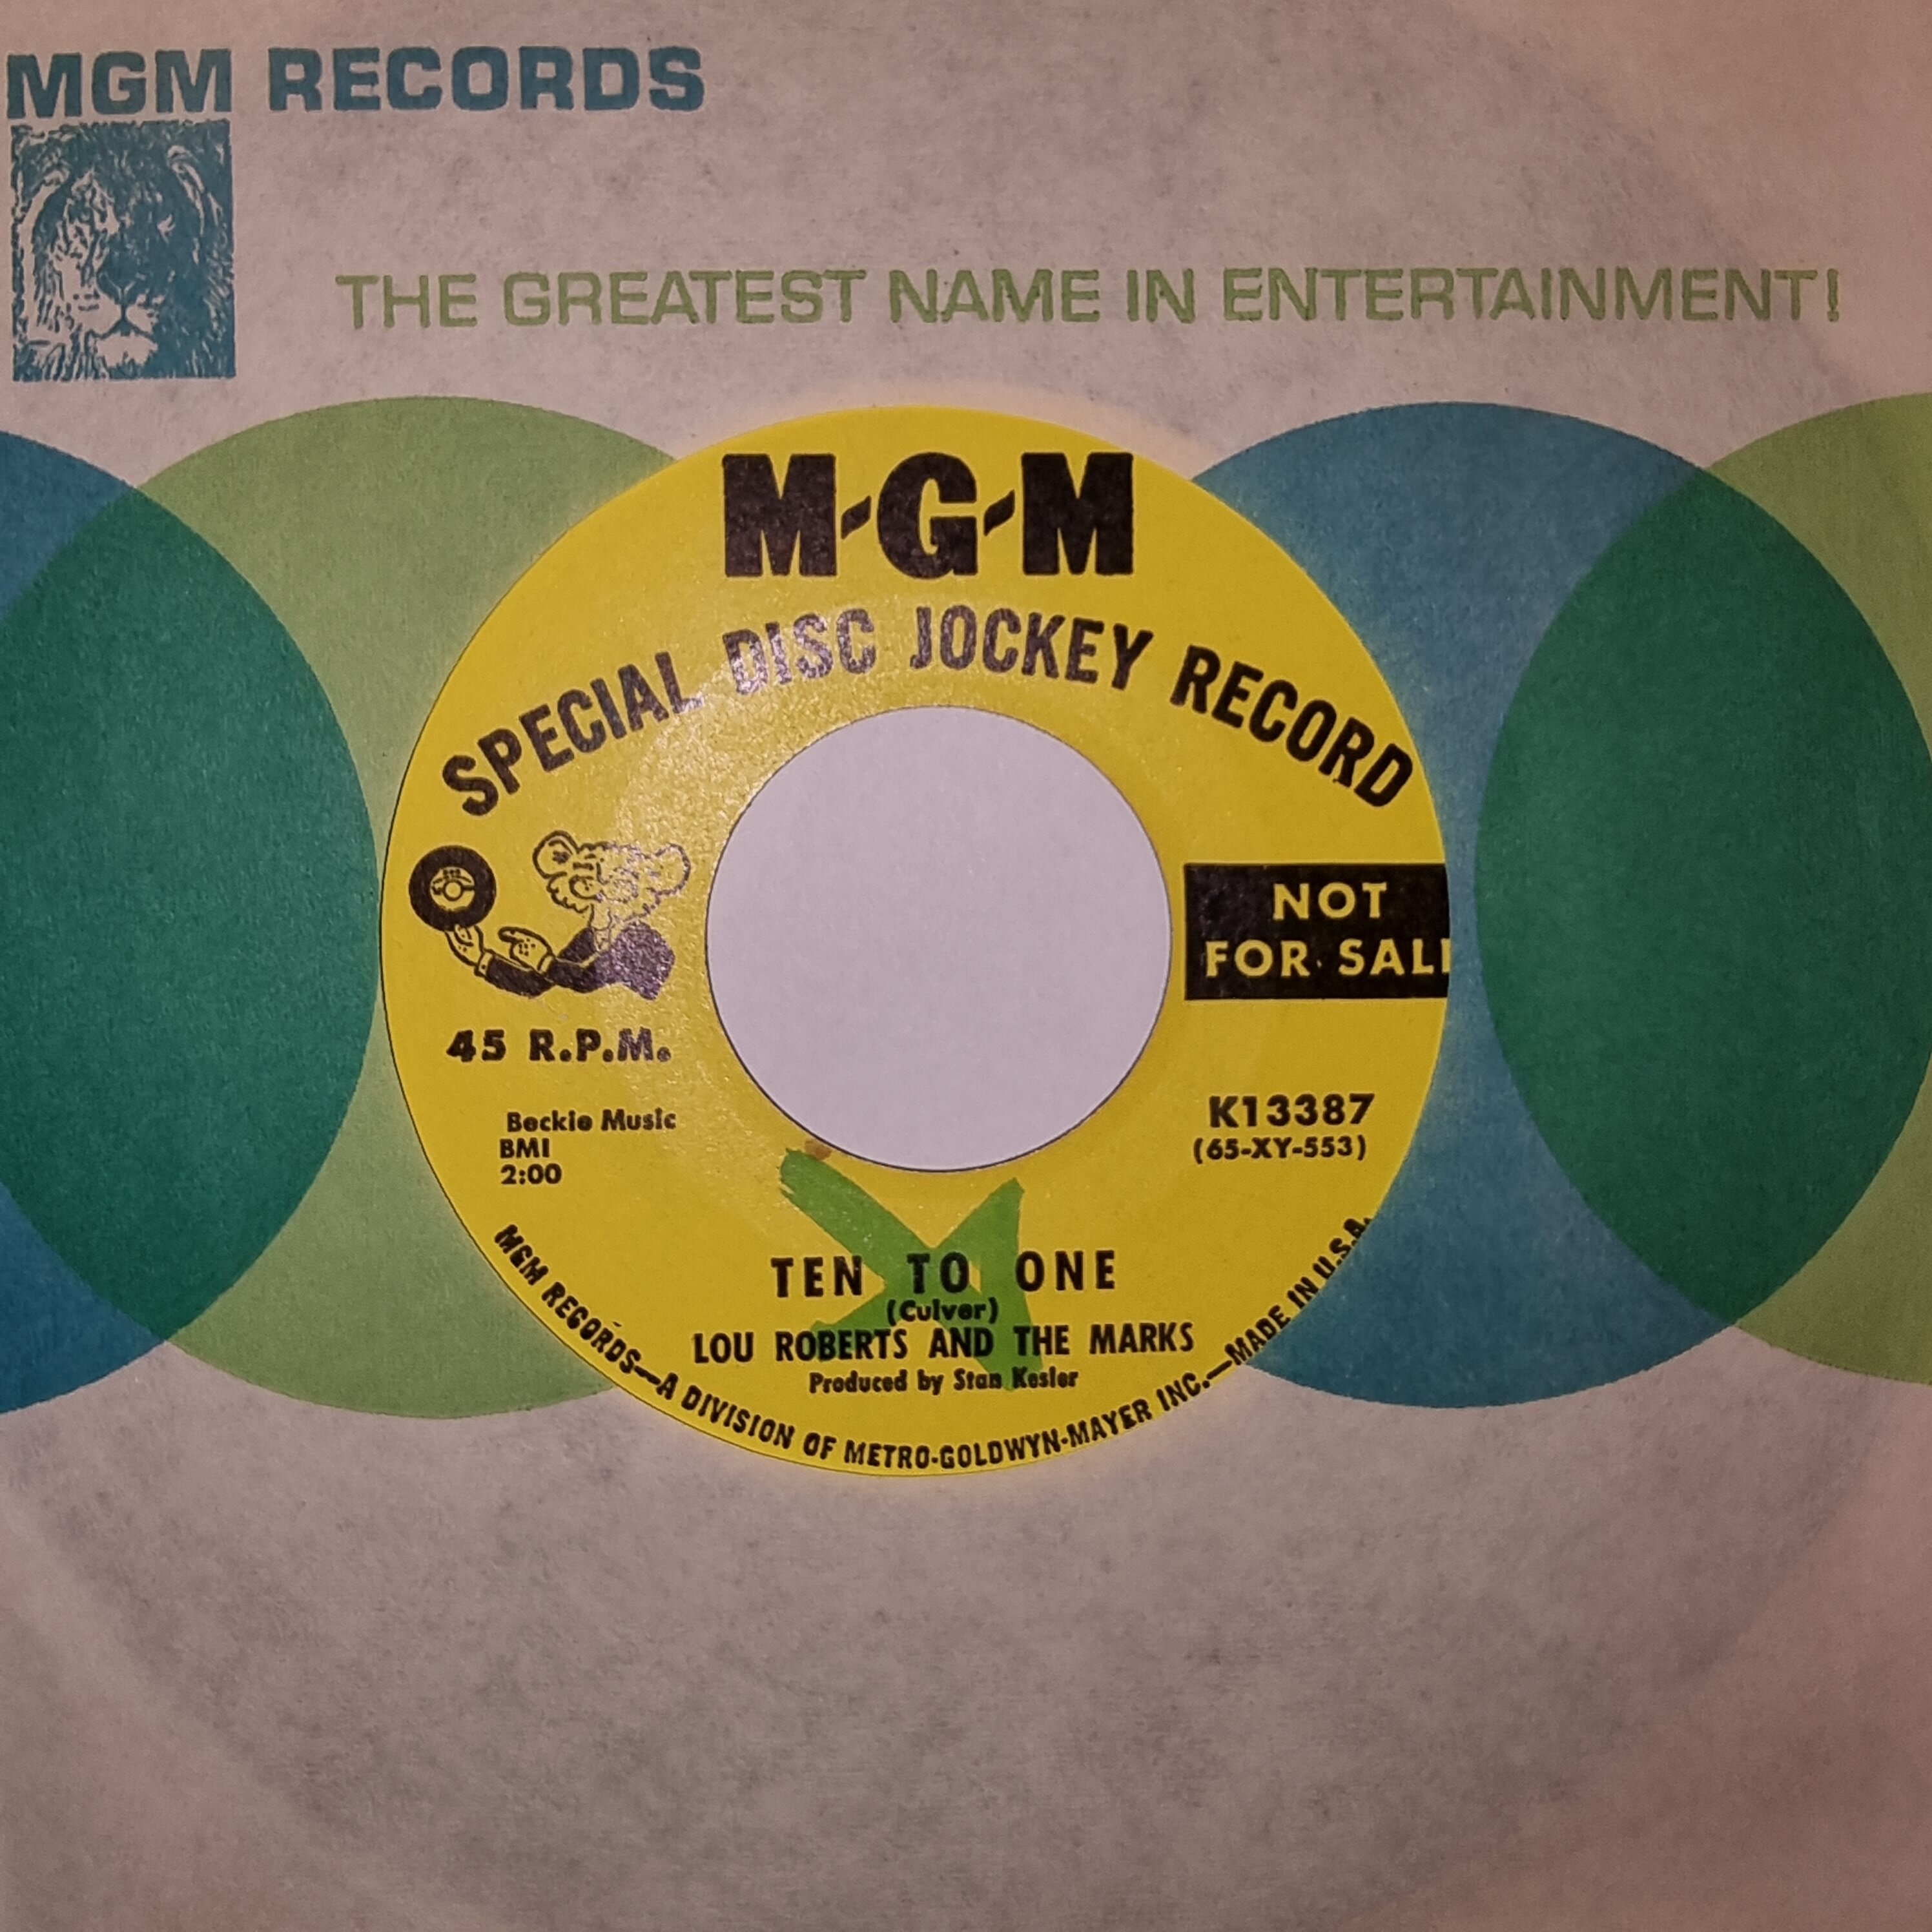 MGM RECORDS
THE GREATEST NAME IN ENTERTAINMENT!
M-G-M
SPECIAL DISC JOCKEY RECORD
NOT
FOR SALE
45 R.P.M.
Beckie Music
BMI
2:00
K13387
(65-XY-553)
TEN TO ONE
(Culver)
LOU ROBERTS AND THE MARKS
Produced by Stan Kesler
MGM RECORDS—A DIVISION OF METRO-GOLDWYN-MAYER INC.—MADE IN U.S.A.